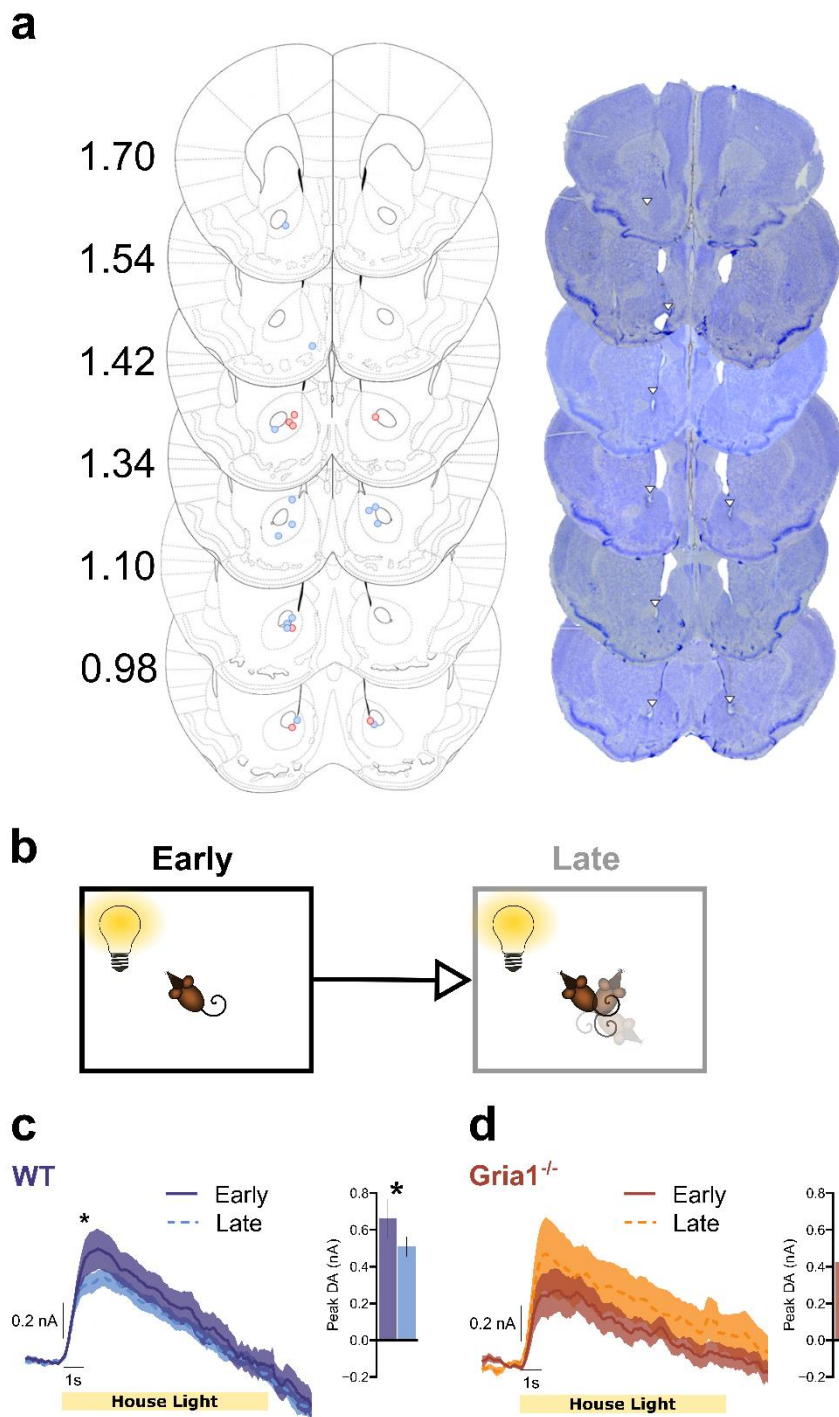 a
1.70
1.54
1.42
1.34
1.10
0.98
b
Early
Late
c
WT
*
Early
Late
0.2 nA
1s
House Light
Peak DA (nA)
0.8
0.6
0.4
0.2
0.0
−0.2
*
d
Gria1-/-
Early
Late
0.2 nA
1s
House Light
Peak DA (nA)
0.8
0.6
0.4
0.2
0.0
−0.2